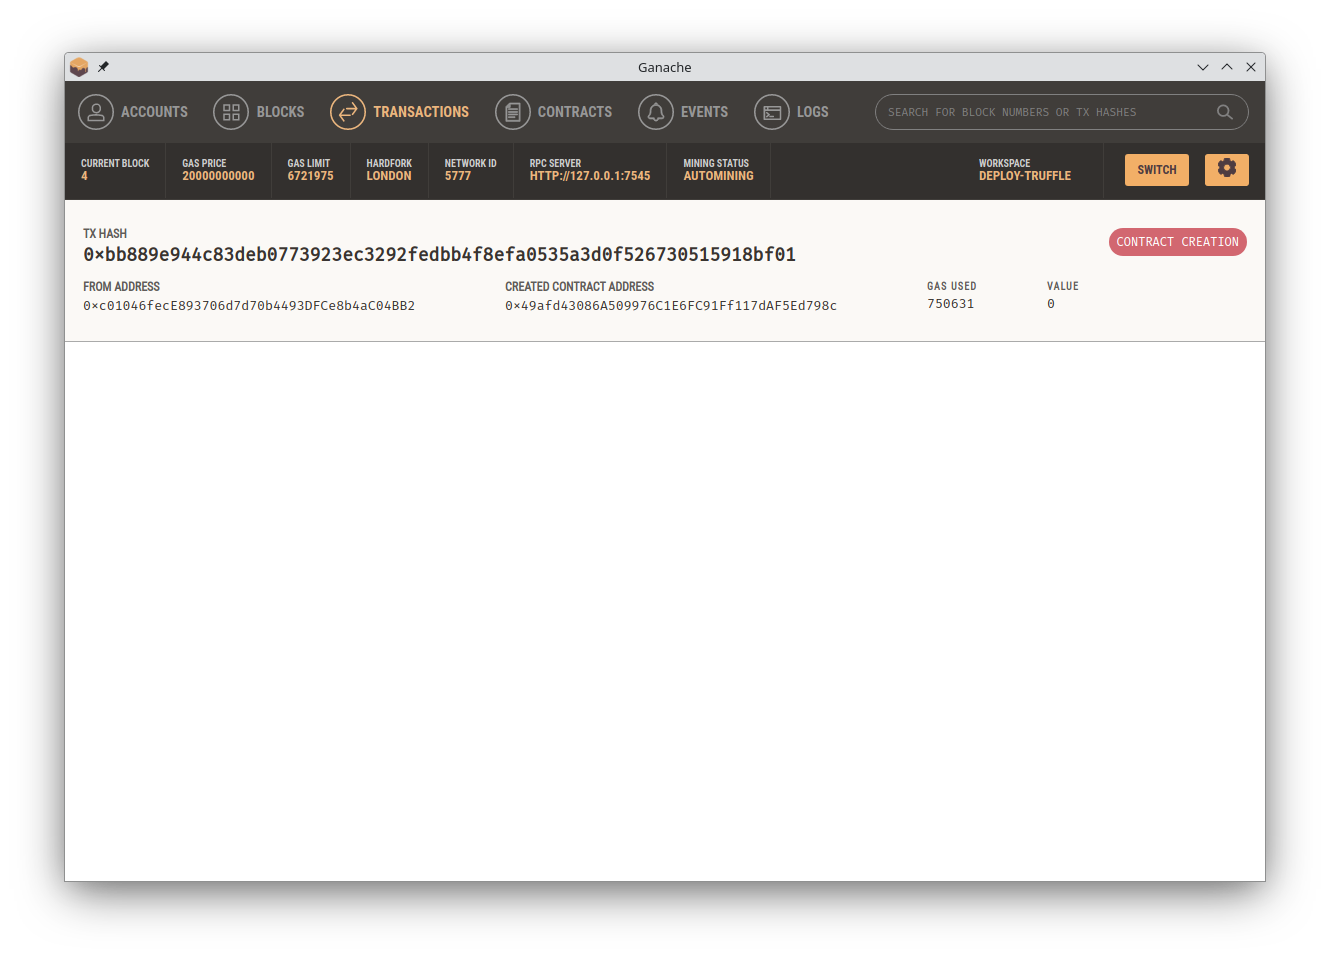 Ganache
ACCOUNTS BLOCKS TRANSACTIONS CONTRACTS EVENTS LOGS SEARCH FOR BLOCK NUMBERS OR TX HASHES
CURRENT BLOCK GAS PRICE GAS LIMIT HARDFORK NETWORK ID RPC SERVER MINING STATUS WORKSPACE
4 20000000000 6721975 LONDON 5777 HTTP://127.0.0.1:7545 AUTOMINING DEPLOY-TRUFFLE SWITCH
TX HASH
0×bb889e944c83deb0773923ec3292fedbb4f8efa0535a3d0f526730515918bf01 CONTRACT CREATION
FROM ADDRESS CREATED CONTRACT ADDRESS GAS USED VALUE
0×c01046fecE893706d7d70b4493DFCe8b4aC04BB2 0×49afd43086A509976C1E6FC91Ff117dAF5Ed798c 750631 0